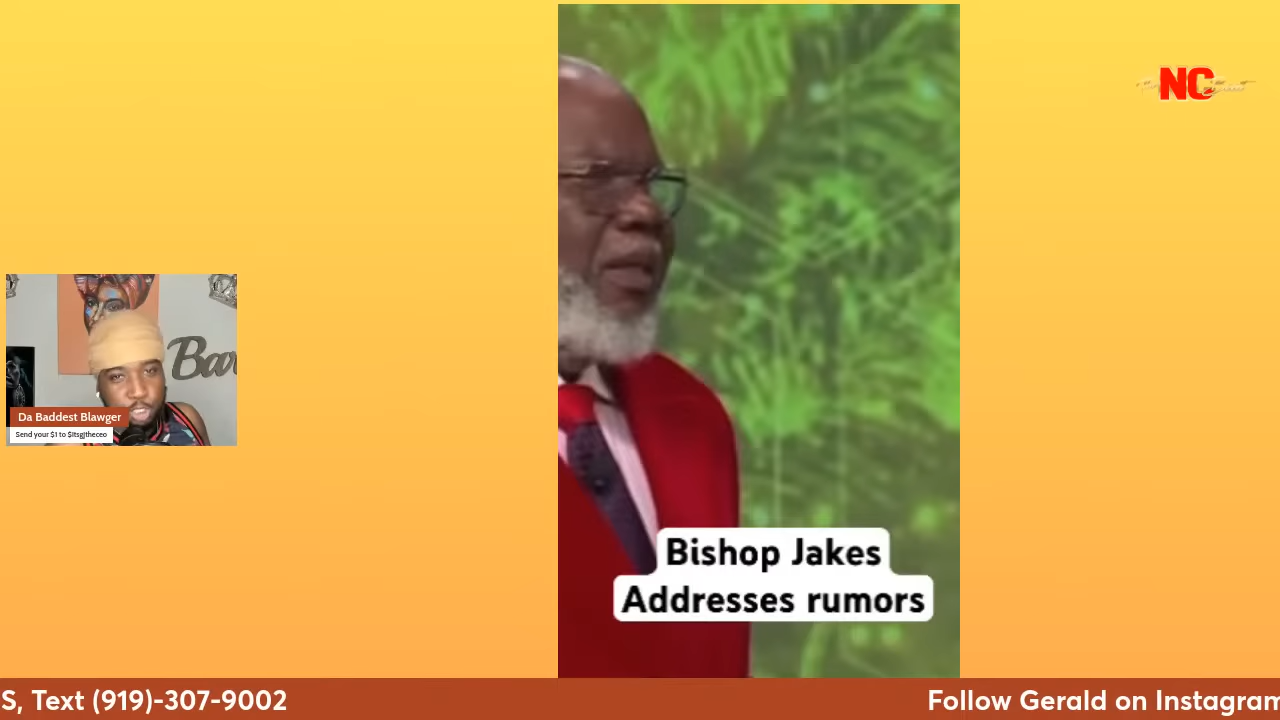 NC
Bar
Da Baddest Blawger
Send your $1 to $itsgjtheceo
Bishop Jakes
Addresses rumors
S, Text (919)-307-9002
Follow Gerald on Instagram